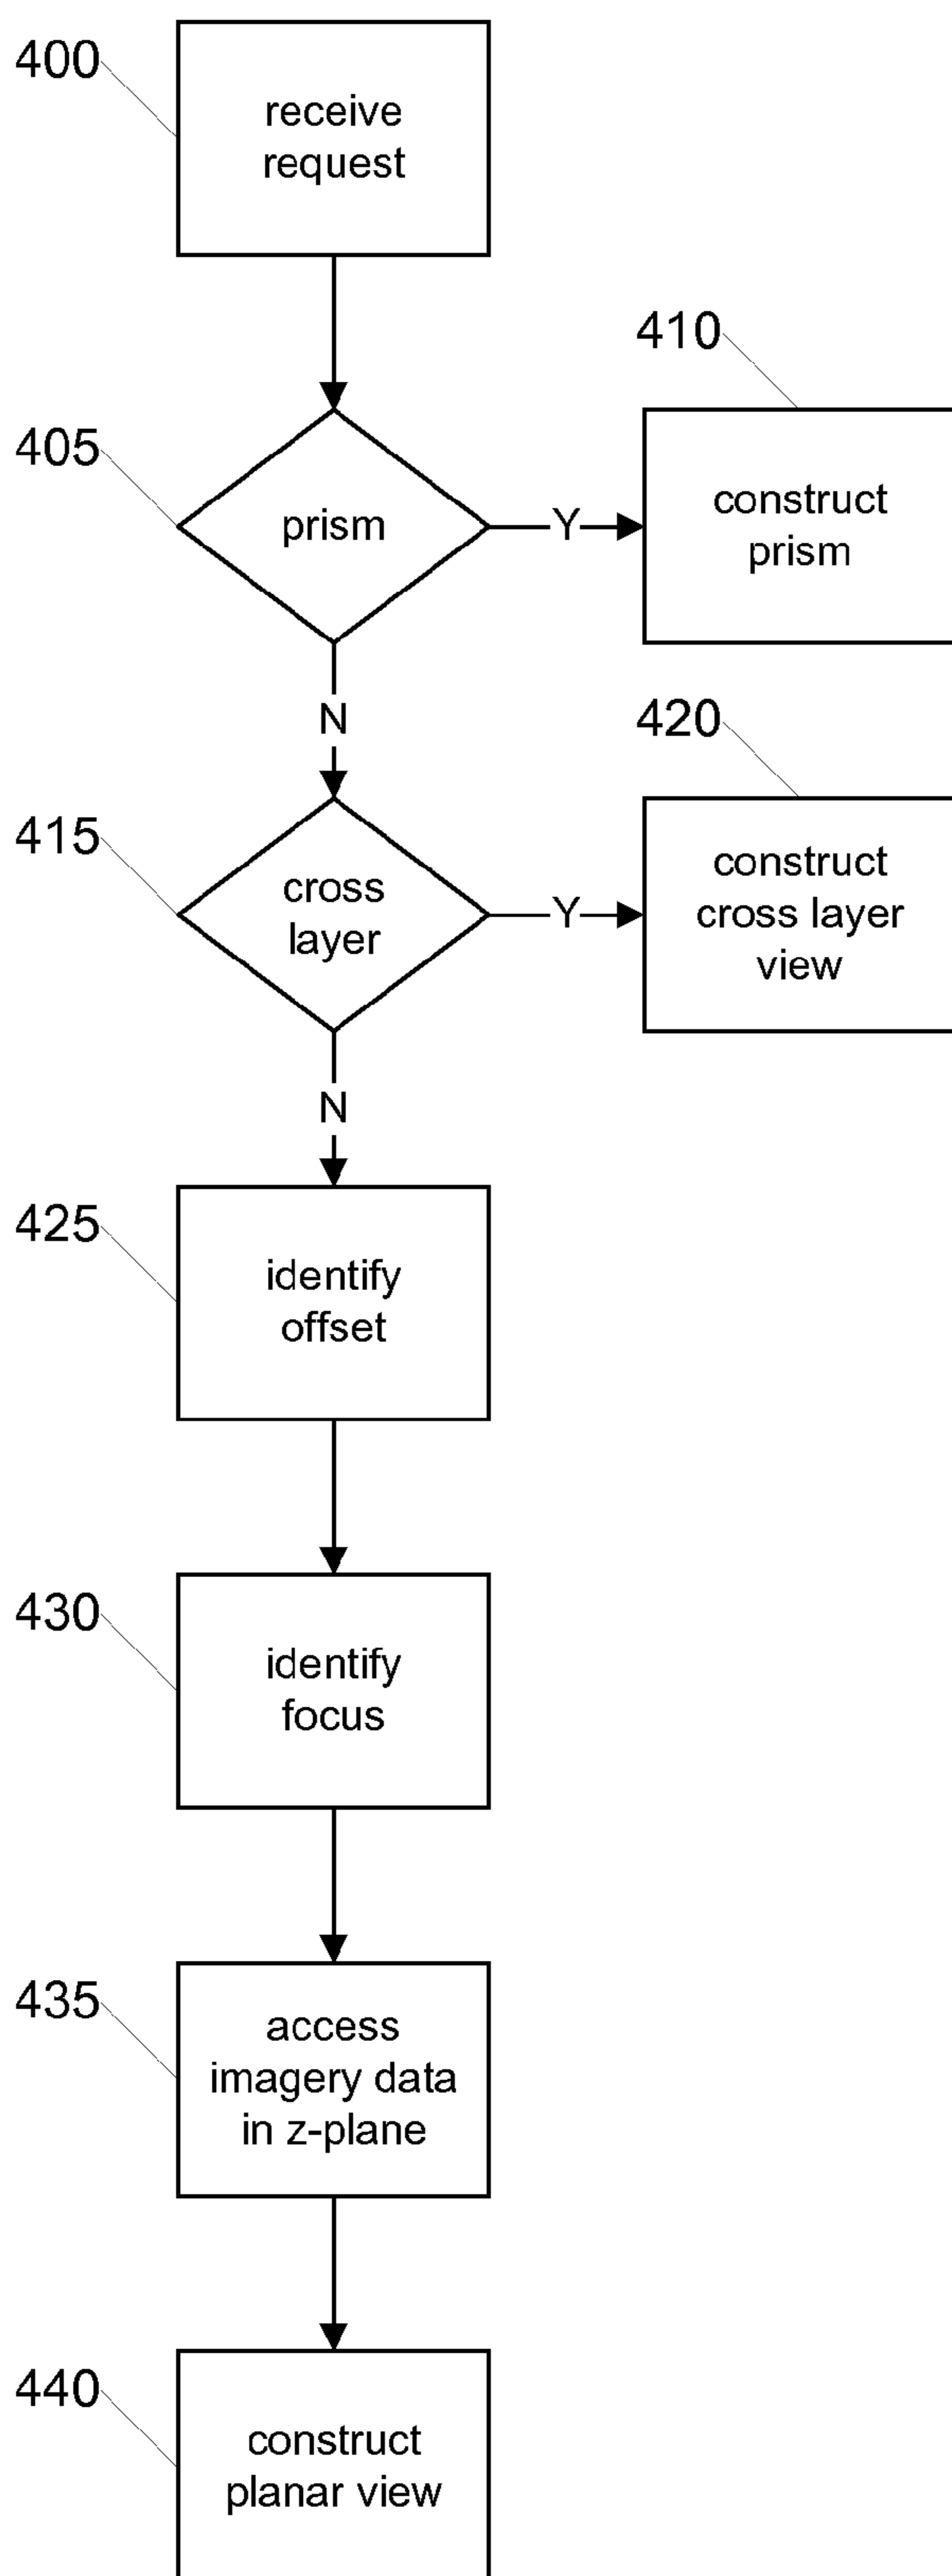 400
receive
request
410
405
prism
Y
construct
prism
N
420
415
cross
layer
Y
construct
cross layer
view
N
425
identify
offset
430
identify
focus
435
access
imagery data
in z-plane
440
construct
planar view